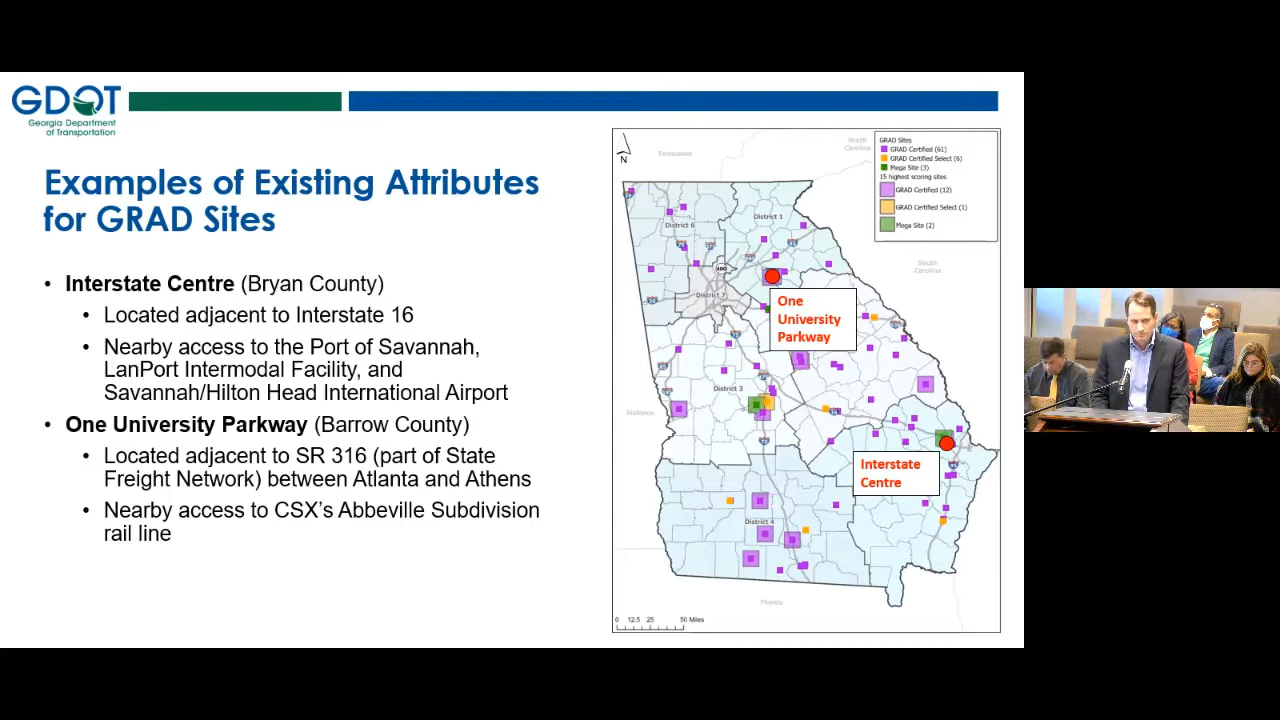 GDOT
Georgia Department
of Transportation
Examples of Existing Attributes
for GRAD Sites
• Interstate Centre (Bryan County)
• Located adjacent to Interstate 16
• Nearby access to the Port of Savannah,
LanPort Intermodal Facility, and
Savannah/Hilton Head International Airport
• One University Parkway (Barrow County)
• Located adjacent to SR 316 (part of State
Freight Network) between Atlanta and Athens
• Nearby access to CSX's Abbeville Subdivision
rail line
N
Tennessee
North
Carolina
GRAD Sites
GRAD Certified (61)
GRAD Certified Select (6)
Mega Site (3)
15 highest scoring sites
GRAD Certified (12)
GRAD Certified Select (1)
Mega Site (2)
District 1
District 6
South
Carolina
District 7
One
University
Parkway
District 3
Alabama
Interstate
Centre
District 4
Florida
0 12.5 25 50 Miles